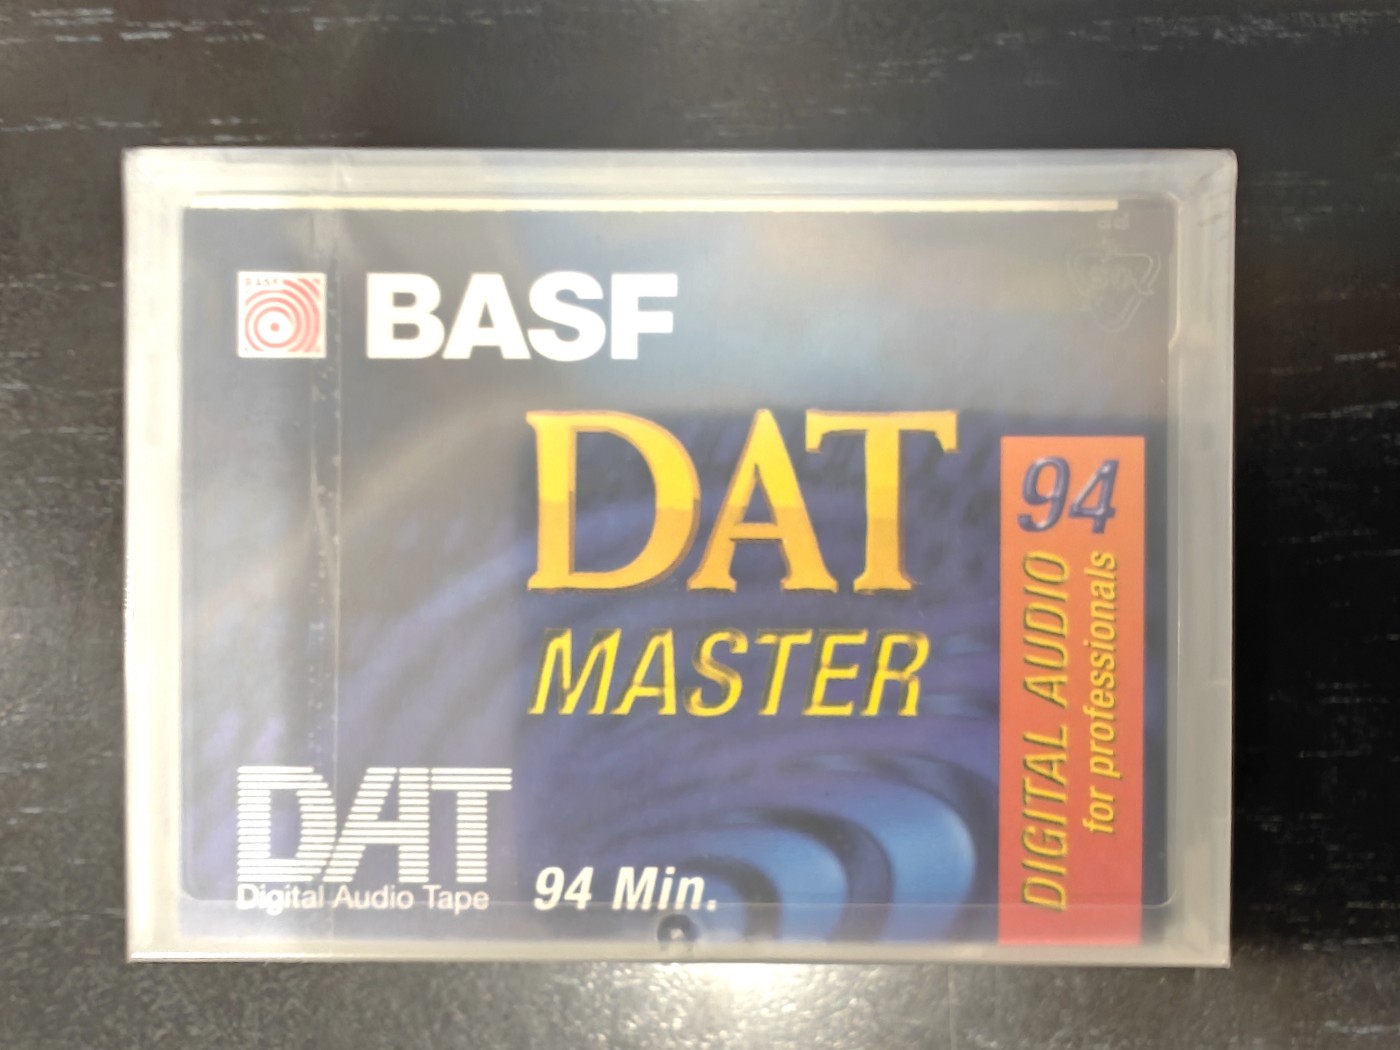 BASF
BASF
DAT
MASTER
94
DIGITAL AUDIO
for professionals
DAT
Digital Audio Tape
94 Min.